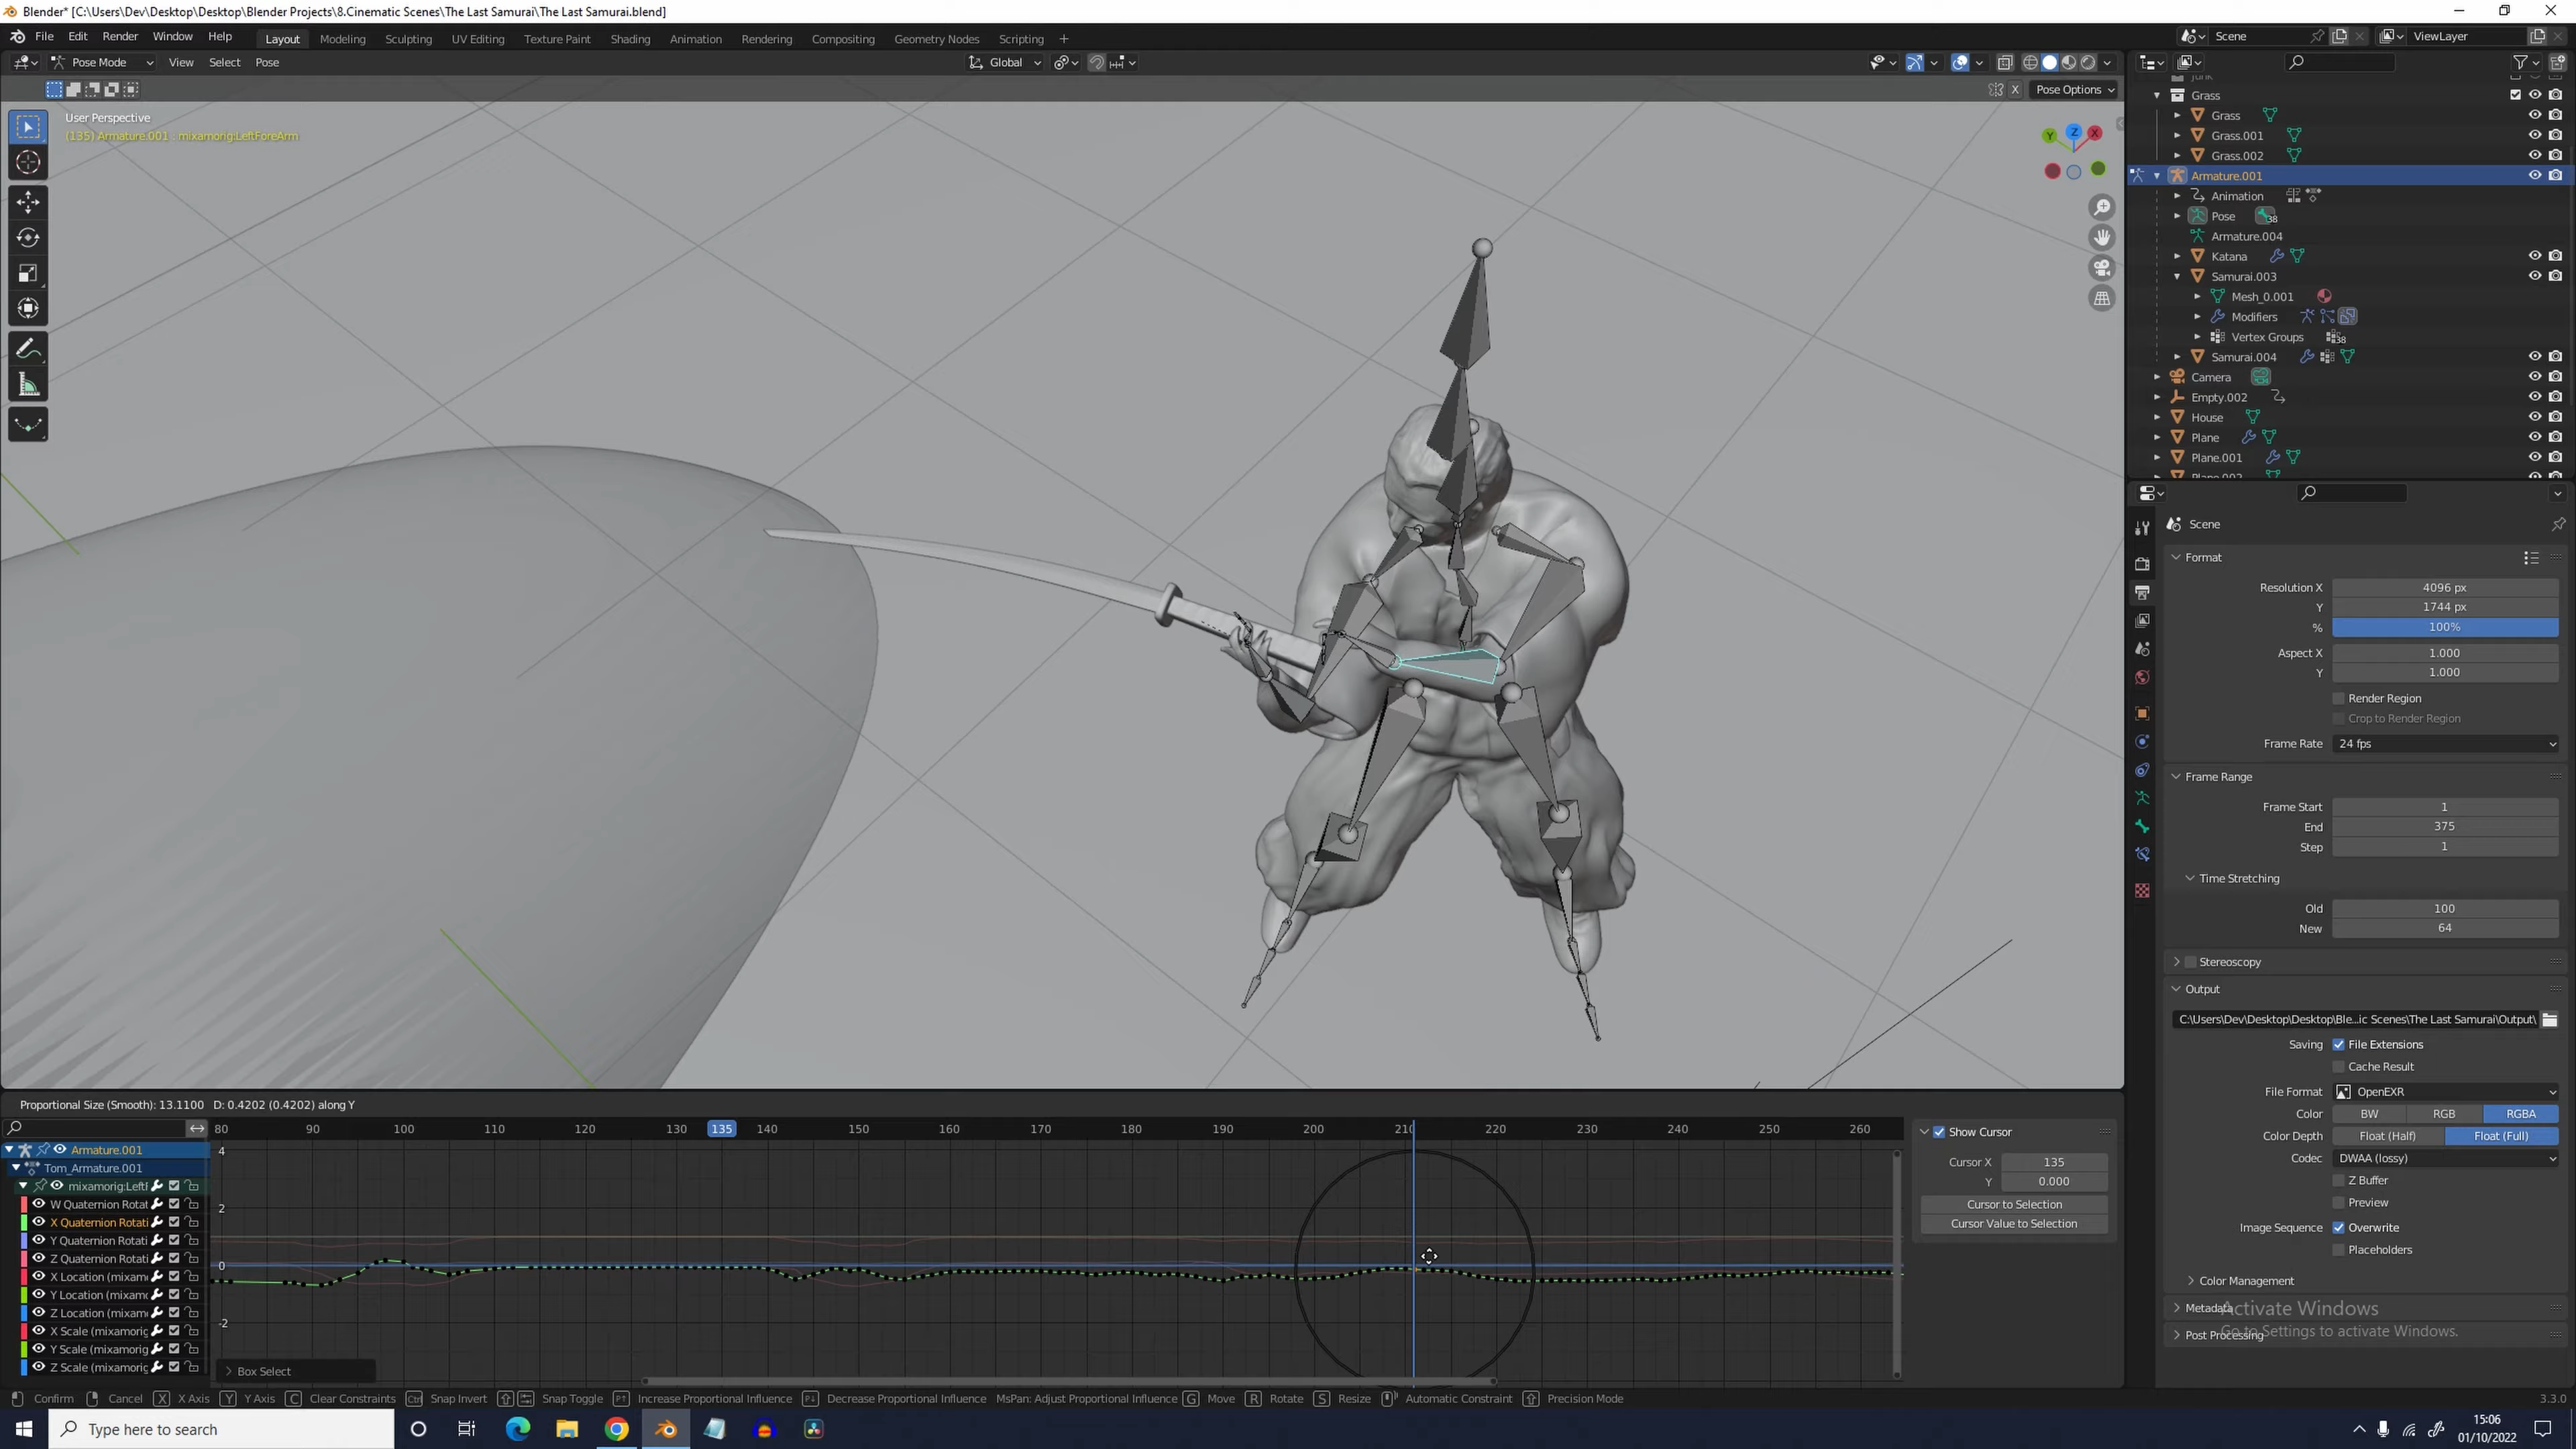 Blender* [C:\Users\Dev\Desktop\Desktop\Blender Projects\8.Cinematic Scenes\The Last Samurai\The Last Samurai.blend]
File Edit Render Window Help Layout Modeling Sculpting UV Editing Texture Paint Shading Animation Rendering Compositing Geometry Nodes Scripting + Scene ViewLayer
Pose Mode View Select Pose Global
X Pose Options
User Perspective
(135) Armature.001 : mixamorig:LeftForeArm
Y Z X
Grass
Grass
Grass.001
Grass.002
Armature.001
Animation
Pose 38
Armature.004
Katana
Samurai.003
Mesh_0.001
Modifiers
Vertex Groups 38
Samurai.004
Camera
Empty.002
House
Plane
Plane.001
Scene
Format
Resolution X 4096 px
Y 1744 px
% 100%
Aspect X 1.000
Y 1.000
Render Region
Crop to Render Region
Frame Rate 24 fps
Frame Range
Frame Start 1
End 375
Step 1
Time Stretching
Old 100
New 64
Stereoscopy
Output
C:\Users\Dev\Desktop\Desktop\Ble...ic Scenes\The Last Samurai\Output\
Saving File Extensions
Cache Result
File Format OpenEXR
Color BW RGB RGBA
Color Depth Float (Half) Float (Full)
Codec DWAA (lossy)
Z Buffer
Preview
Image Sequence Overwrite
Placeholders
Color Management
Metadata
Post Processing
Activate Windows
Go to Settings to activate Windows.
Proportional Size (Smooth): 13.1100 D: 0.4202 (0.4202) along Y
80 90 100 110 120 130 135 140 150 160 170 180 190 200 210 220 230 240 250 260
Armature.001
Tom_Armature.001
mixamorig:Left
W Quaternion Rotat
X Quaternion Rotati
Y Quaternion Rotati
Z Quaternion Rotati
X Location (mixam
Y Location (mixam
Z Location (mixam
X Scale (mixamorig
Y Scale (mixamorig
Z Scale (mixamorig
4
2
0
-2
Box Select
Show Cursor
Cursor X 135
Y 0.000
Cursor to Selection
Cursor Value to Selection
Confirm Cancel X X Axis Y Y Axis C Clear Constraints Ctrl Snap Invert Snap Toggle Increase Proportional Influence Decrease Proportional Influence MsPan: Adjust Proportional Influence G Move R Rotate S Resize Automatic Constraint Precision Mode 3.3.0
Type here to search
15:06
01/10/2022